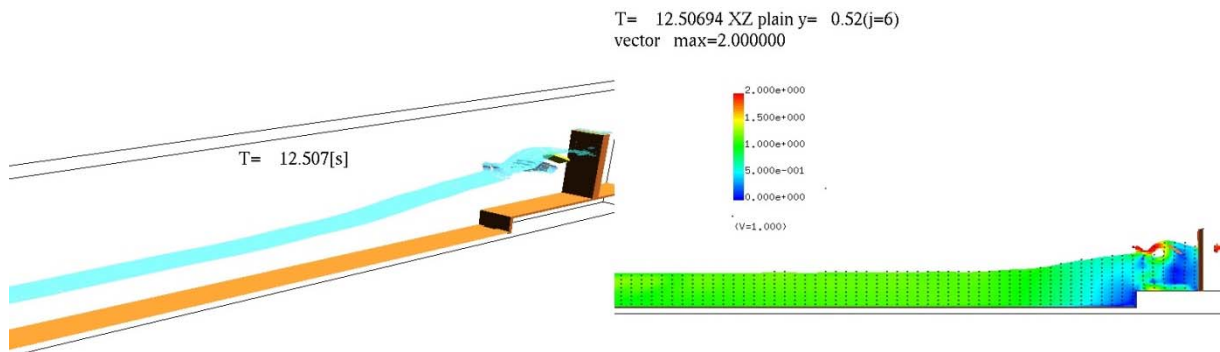 T= 12.507[s]
T= 12.50694 XZ plain y= 0.52(j=6)
vector max=2.000000
2.000e+000
1.500e+000
1.000e+000
5.000e-001
0.000e+000
(V=1.000)